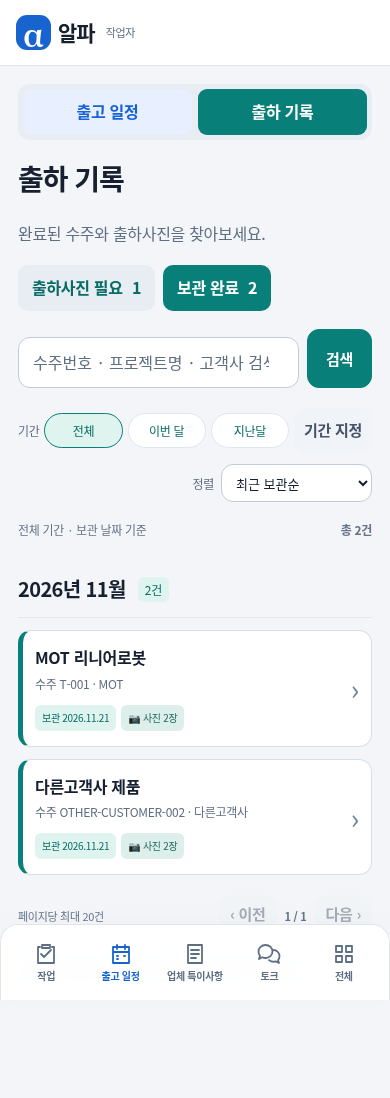 α 알파 작업자
출고 일정 출하 기록
출하 기록
완료된 수주와 출하사진을 찾아보세요.
출하사진 필요 1 보관 완료 2
수주번호 · 프로젝트명 · 고객사 검색 검색
기간 전체 이번 달 지난달 기간 지정
정렬 최근 보관순
전체 기간 · 보관 날짜 기준 총 2건
2026년 11월 2건
MOT 리니어로봇
수주 T-001 · MOT
보관 2026.11.21 📷 사진 2장
›
다른고객사 제품
수주 OTHER-CUSTOMER-002 · 다른고객사
보관 2026.11.21 📷 사진 2장
›
페이지당 최대 20건 ‹ 이전 1 / 1 다음 ›
작업 출고 일정 업체 특이사항 토크 전체